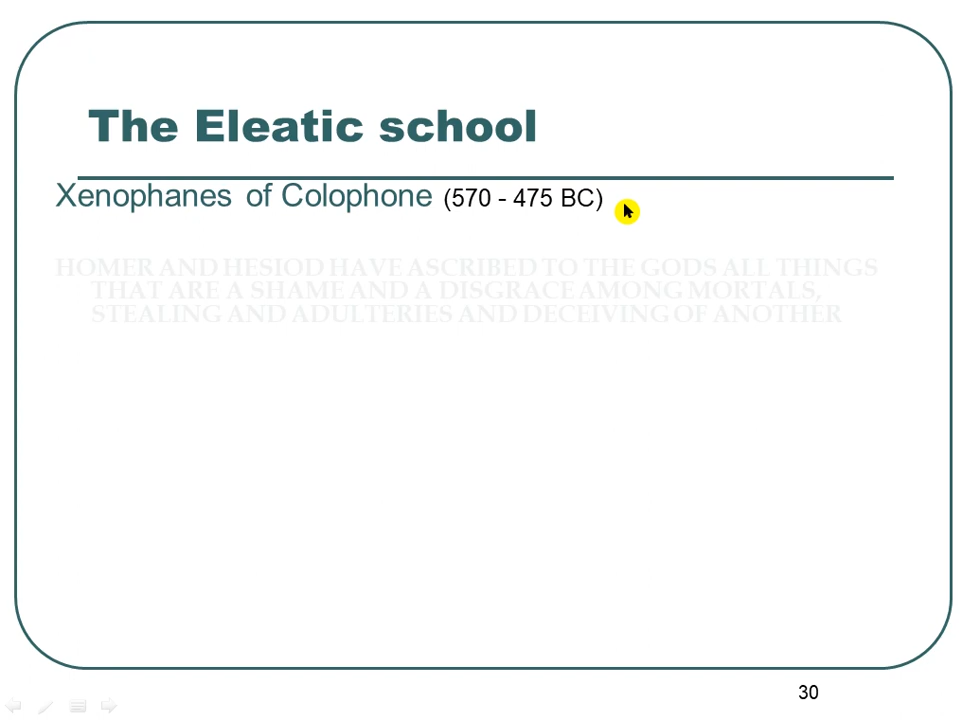 The Eleatic school
Xenophanes of Colophone (570 - 475 BC)
HOMER AND HESIOD HAVE ASCRIBED TO THE GODS ALL THINGS
THAT ARE A SHAME AND A DISGRACE AMONG MORTALS,
STEALING AND ADULTERIES AND DECEIVING OF ANOTHER
30